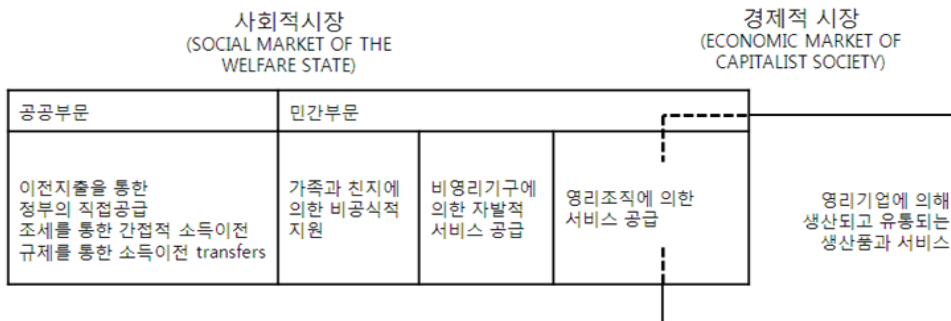 사회적시장
(SOCIAL MARKET OF THE
WELFARE STATE)
경제적 시장
(ECONOMIC MARKET OF
CAPITALIST SOCIETY)
공공부문
민간부문
이전지출을 통한
정부의 직접공급
조세를 통한 간접적 소득이전
규제를 통한 소득이전 transfers
가족과 친지에
의한 비공식적
지원
비영리기구에
의한 자발적
서비스 공급
영리조직에 의한
서비스 공급
영리기업에 의해
생산되고 유통되는
생산품과 서비스